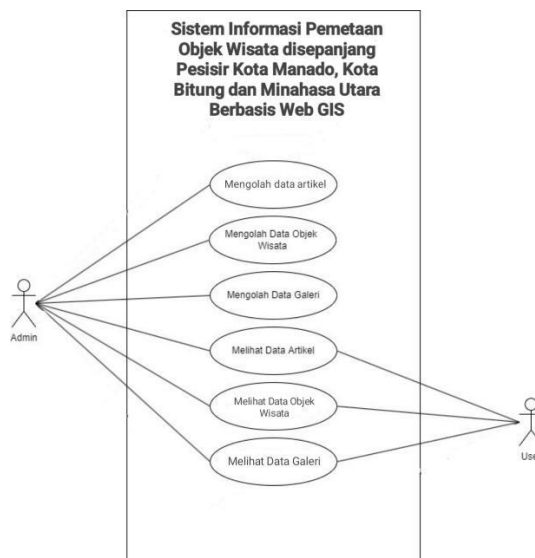 Sistem Informasi Pemetaan
Objek Wisata disepanjang
Pesisir Kota Manado, Kota
Bitung dan Minahasa Utara
Berbasis Web GIS
Mengolah data artikel
Mengolah Data Objek
Wisata
Mengolah Data Galeri
Admin
Melihat Data Artikel
Melihat Data Objek
Wisata
Melihat Data Galeri
Use